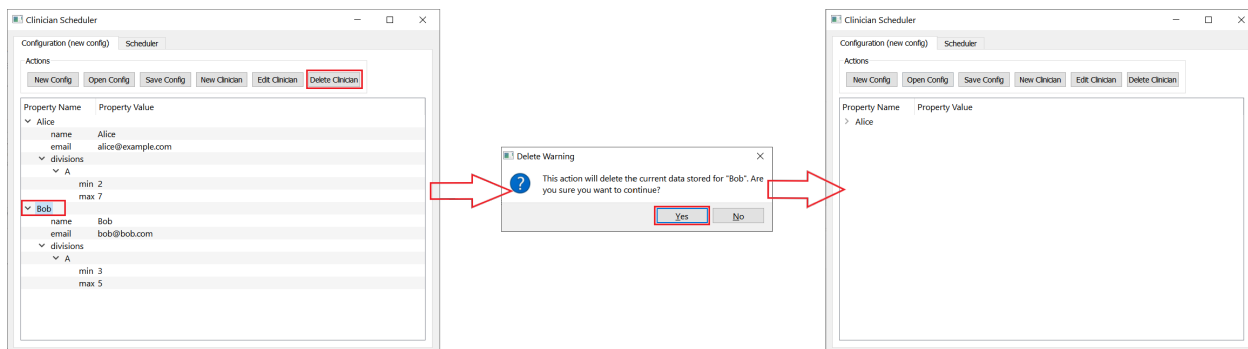 Clinician Scheduler
Configuration (new config) Scheduler
Actions
New Config Open Config Save Config New Clinician Edit Clinician Delete Clinician
Property Name Property Value
Alice
name Alice
email alice@example.com
divisions
A
min 2
max 7
Bob
name Bob
email bob@bob.com
divisions
A
min 3
max 5
Delete Warning
This action will delete the current data stored for "Bob". Are
you sure you want to continue?
Yes No
Clinician Scheduler
Configuration (new config) Scheduler
Actions
New Config Open Config Save Config New Clinician Edit Clinician Delete Clinician
Property Name Property Value
Alice